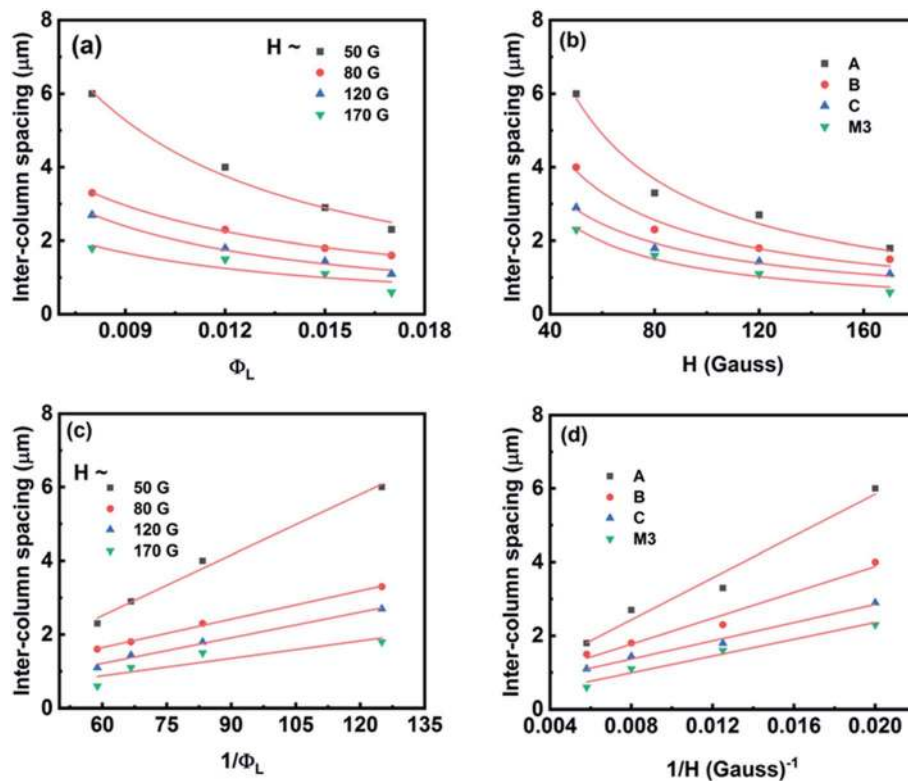 (a)
H ~
50 G
80 G
120 G
170 G
8
6
4
2
0
0.009 0.012 0.015 0.018
Inter-column spacing (μm)
Φ_L
(b)
A
B
C
M3
8
6
4
2
0
40 80 120 160
Inter-column spacing (μm)
H (Gauss)
(c)
H ~
50 G
80 G
120 G
170 G
8
6
4
2
0
60 75 90 105 120 135
Inter-column spacing (μm)
1/Φ_L
(d)
A
B
C
M3
8
6
4
2
0
0.004 0.008 0.012 0.016 0.020
Inter-column spacing (μm)
1/H (Gauss)⁻¹